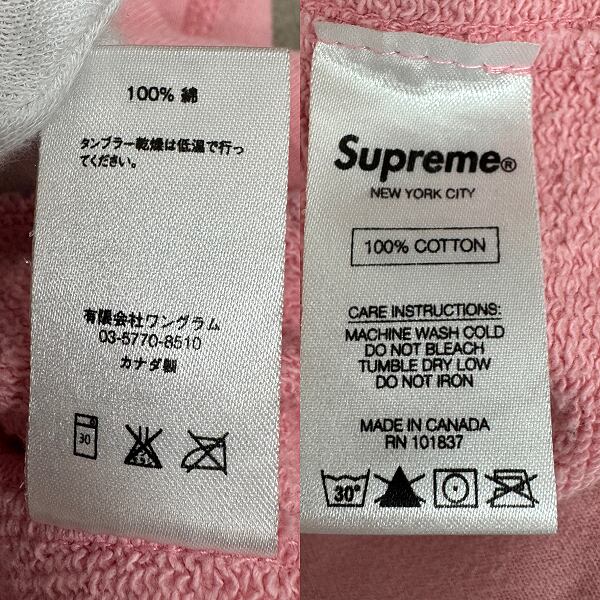 100% 綿
タンブラー乾燥は低温で行っ
てください。
有限会社ワングラム
03-5770-8510
カナダ製
30
Supreme®
NEW YORK CITY
100% COTTON
CARE INSTRUCTIONS:
MACHINE WASH COLD
DO NOT BLEACH
TUMBLE DRY LOW
DO NOT IRON
MADE IN CANADA
RN 101837
30°